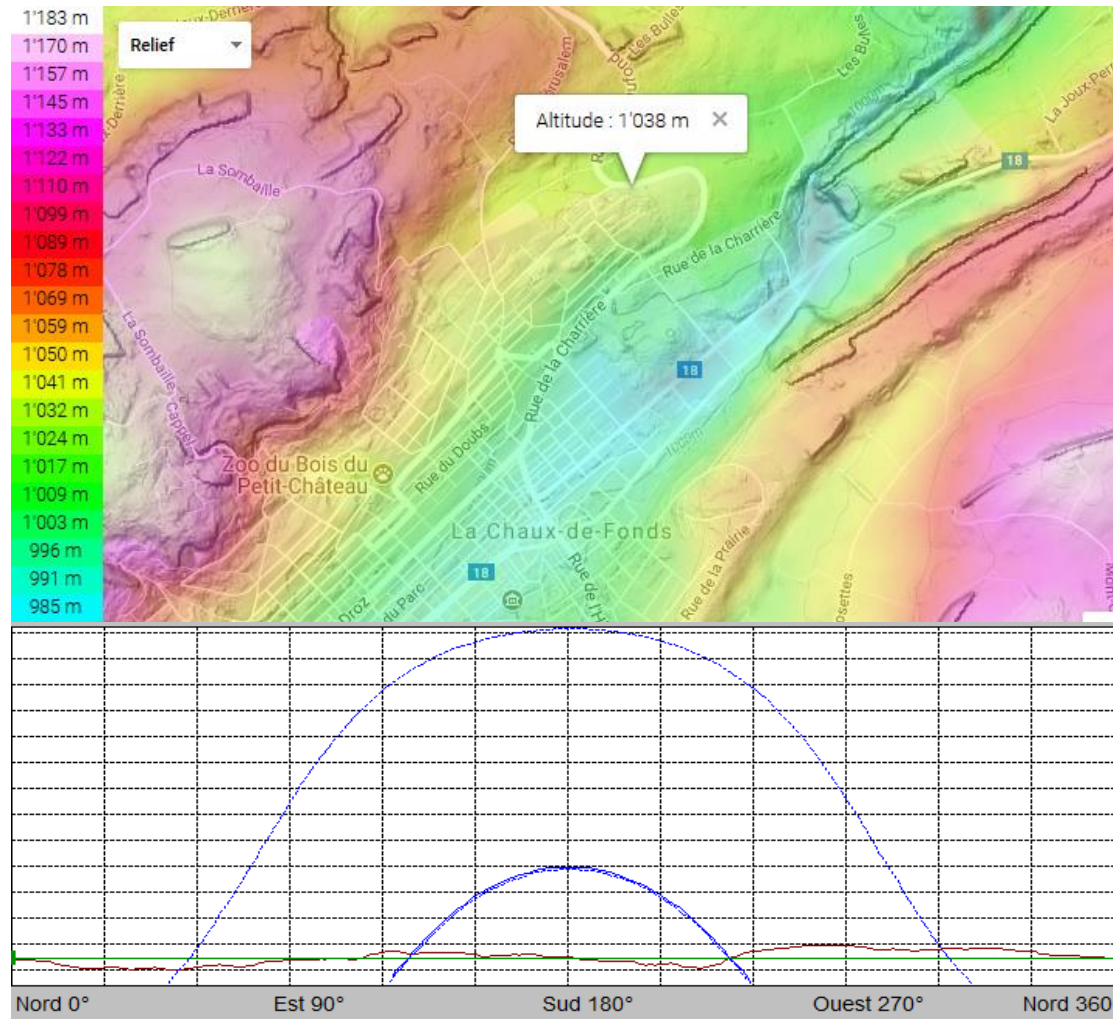 1'183 m
1'170 m
1'157 m
1'145 m
1'133 m
1'122 m
1'110 m
1'099 m
1'089 m
1'078 m
1'069 m
1'059 m
1'050 m
1'041 m
1'032 m
1'024 m
1'017 m
1'009 m
1'003 m
996 m
991 m
985 m
Relief
Les Bulles
Les Bulles
Altitude : 1'038 m ×
1000m
La Joux-Per
18
La Sombaille
Rue de la Charrière
La Sombaille
Rue de la Charrière
18
Cappel
Rue du Doubs
Zoo du Bois du
Petit-Château
La Chaux-de-Fonds
18
Rue de l'H
Rue de la Prairie
Droz
du Parc
Nord 0°
Est 90°
Sud 180°
Ouest 270°
Nord 360